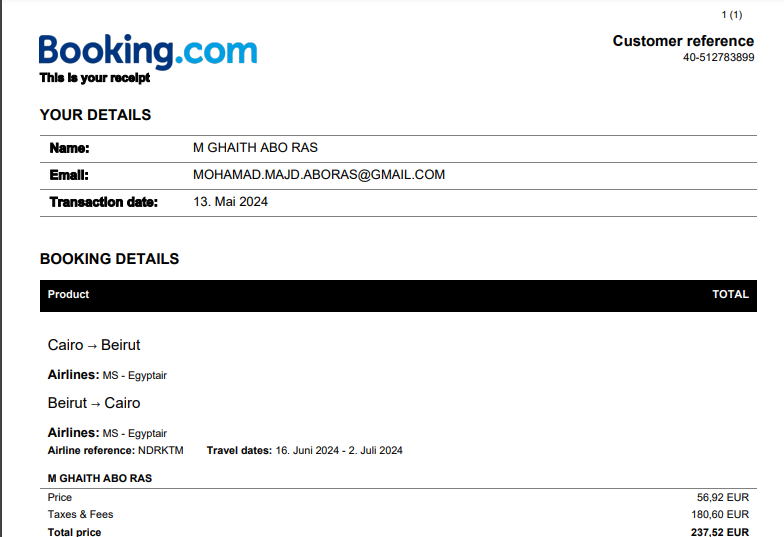 1 (1)
Booking.com
Customer reference
40-512783899
This is your receipt
YOUR DETAILS
Name: M GHAITH ABO RAS
Email: MOHAMAD.MAJD.ABORAS@GMAIL.COM
Transaction date: 13. Mai 2024
BOOKING DETAILS
Product TOTAL
Cairo → Beirut
Airlines: MS - Egyptair
Beirut → Cairo
Airlines: MS - Egyptair
Airline reference: NDRKTM Travel dates: 16. Juni 2024 - 2. Juli 2024
M GHAITH ABO RAS
Price 56,92 EUR
Taxes & Fees 180,60 EUR
Total price 237,52 EUR